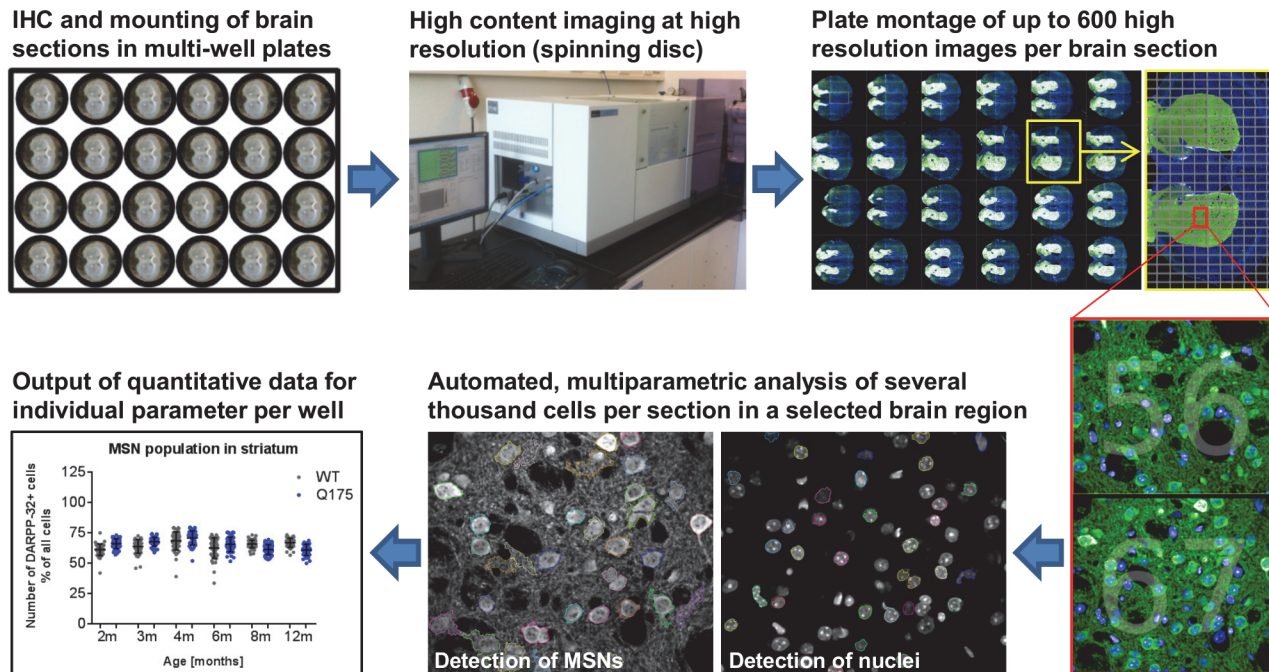 IHC and mounting of brain
sections in multi-well plates
High content imaging at high
resolution (spinning disc)
Plate montage of up to 600 high
resolution images per brain section
56
67
Automated, multiparametric analysis of several
thousand cells per section in a selected brain region
Detection of MSNs
Detection of nuclei
Output of quantitative data for
individual parameter per well
MSN population in striatum
WT
Q175
Number of DARPP-32+ cells
% of all cells
125
100
75
50
25
0
2m 3m 4m 6m 8m 12m
Age [months]